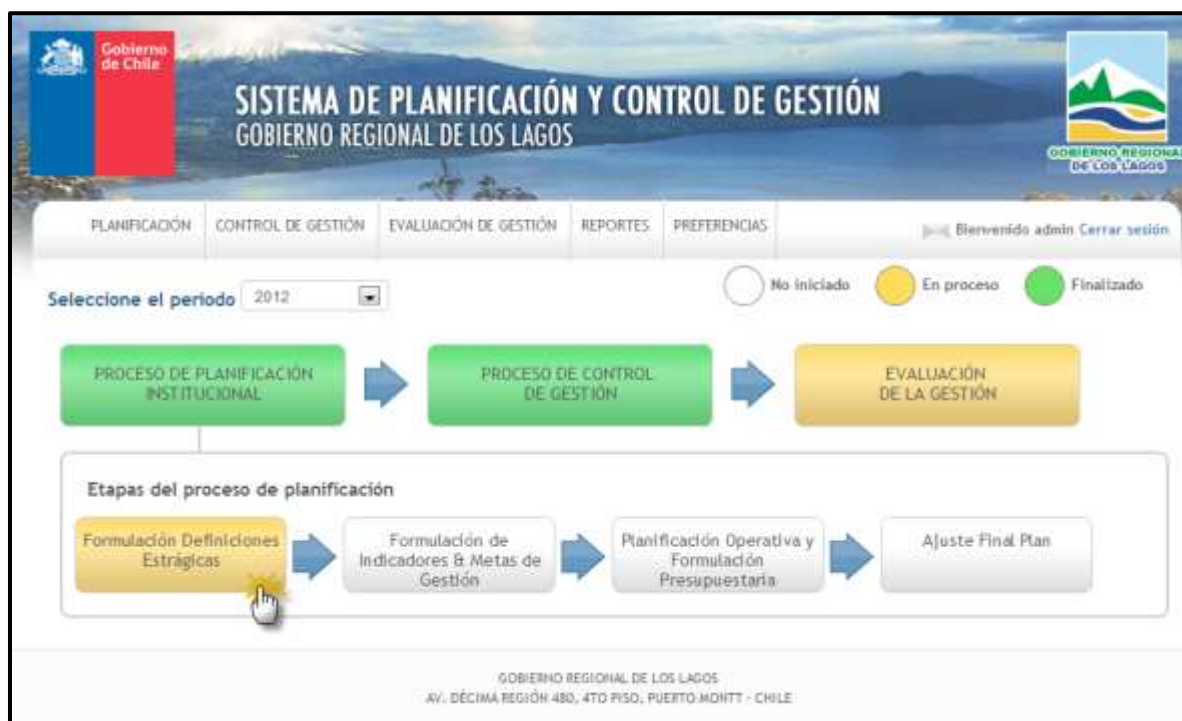 Gobierno
de Chile
SISTEMA DE PLANIFICACIÓN Y CONTROL DE GESTIÓN
GOBIERNO REGIONAL DE LOS LAGOS
GOBIERNO REGIONAL
DE LOS LAGOS
PLANIFICACIÓN CONTROL DE GESTIÓN EVALUACIÓN DE GESTIÓN REPORTES PREFERENCIAS Bienvenido admin Cerrar sesión
Seleccione el periodo 2012 No iniciado En proceso Finalizado
PROCESO DE PLANIFICACIÓN
INSTITUCIONAL
PROCESO DE CONTROL
DE GESTIÓN
EVALUACIÓN
DE LA GESTIÓN
Etapas del proceso de planificación
Formulación Definiciones
Estrágicas
Formulación de
Indicadores & Metas de
Gestión
Planificación Operativa y
Formulación
Presupuestaria
Ajuste Final Plan
GOBIERNO REGIONAL DE LOS LAGOS
AV. DÉCIMA REGIÓN 480, 4TO PISO, PUERTO MONTT - CHILE